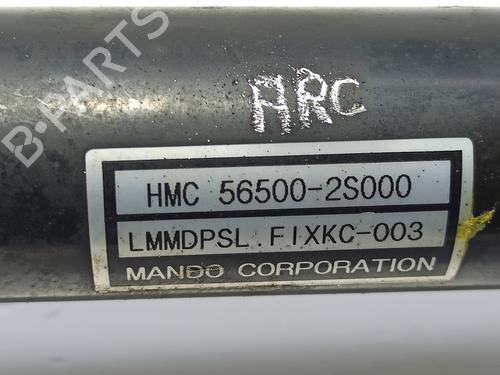 B-PARTS
HRC
HMC 56500-2S000
LMMDPSL.FIXKC-003
MANDO CORPORATION